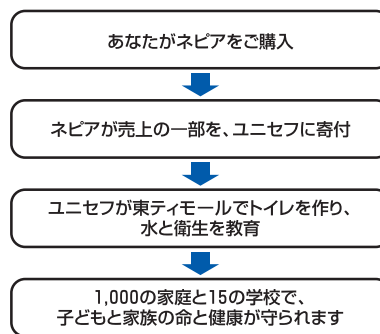 あなたがネピアをご購入
ネピアが売上の一部を、ユニセフに寄付
ユニセフが東ティモールでトイレを作り、
水と衛生を教育
1,000の家庭と15の学校で、
子どもと家族の命と健康が守られます